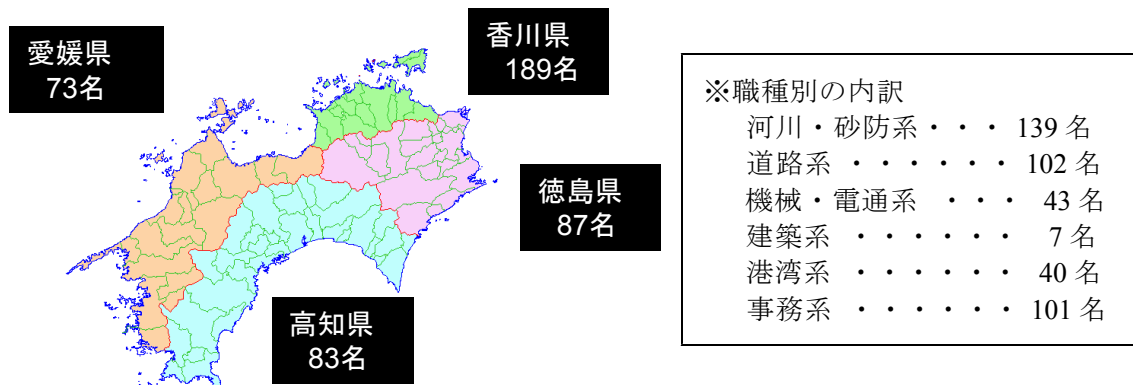 愛媛県
73名
香川県
189名
徳島県
87名
高知県
83名
※職種別の内訳
河川・砂防系・・・ 139 名
道路系 ・・・・・・ 102 名
機械・電通系 ・・・ 43 名
建築系 ・・・・・・ 7 名
港湾系 ・・・・・・ 40 名
事務系 ・・・・・・ 101 名